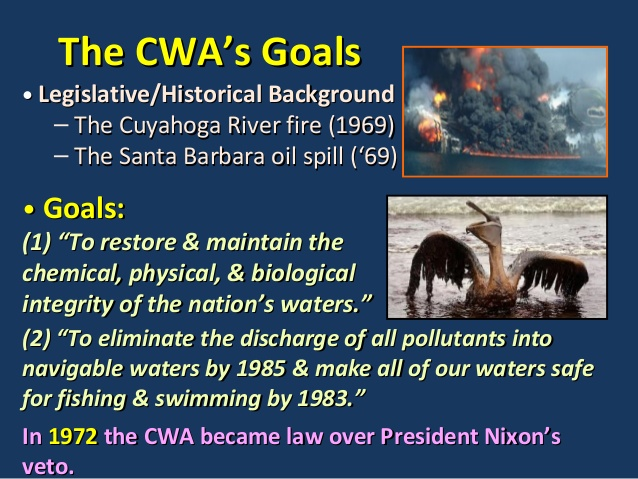 The CWA’s Goals
• Legislative/Historical Background
– The Cuyahoga River fire (1969)
– The Santa Barbara oil spill (‘69)
• Goals:
(1) “To restore & maintain the
chemical, physical, & biological
integrity of the nation’s waters.”
(2) “To eliminate the discharge of all pollutants into
navigable waters by 1985 & make all of our waters safe
for fishing & swimming by 1983.”
In 1972 the CWA became law over President Nixon’s
veto.